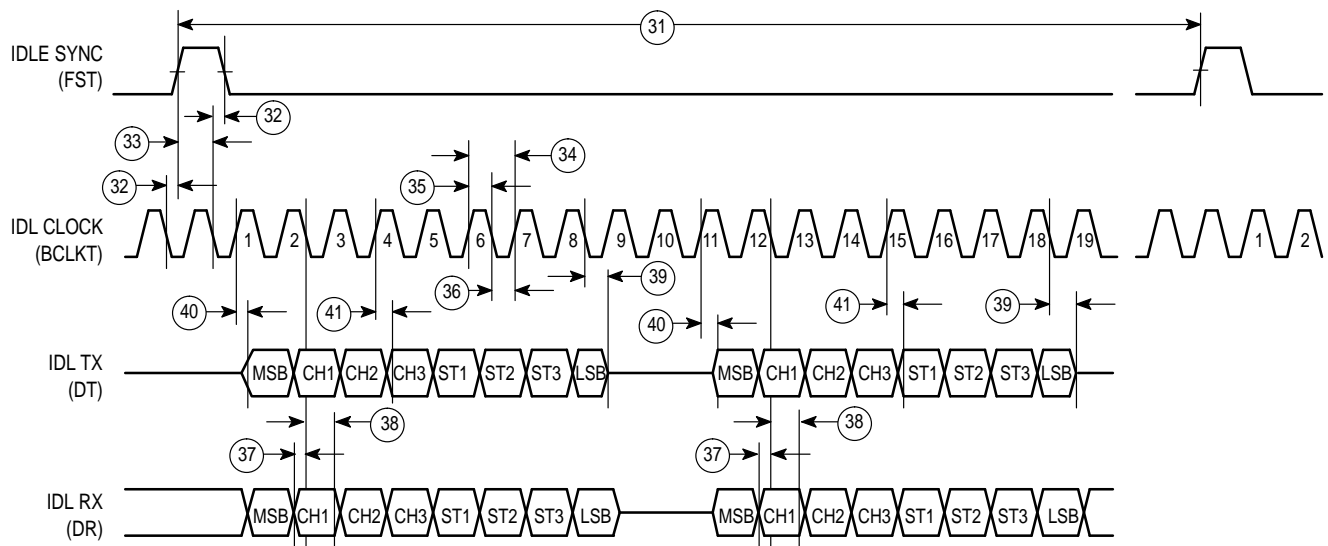 31
IDLE SYNC
(FST)
32
33
34
32
35
IDL CLOCK
(BCLKT)
1 2 3 4 5 6 7 8 9 10 11 12 13 14 15 16 17 18 19 1 2
36 39
40 41 40 41 39
IDL TX
(DT)
MSB CH1 CH2 CH3 ST1 ST2 ST3 LSB MSB CH1 CH2 CH3 ST1 ST2 ST3 LSB
38 38
37 37
IDL RX
(DR)
MSB CH1 CH2 CH3 ST1 ST2 ST3 LSB MSB CH1 CH2 CH3 ST1 ST2 ST3 LSB